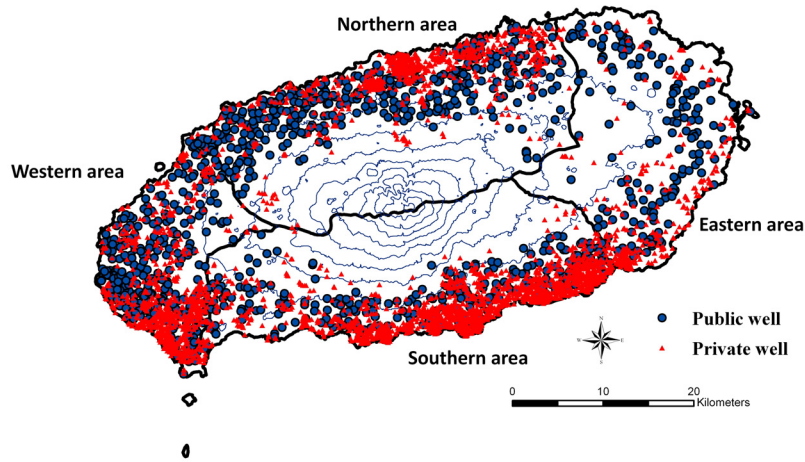 Northern area
Western area
Eastern area
Public well
Private well
Southern area
N
W
E
S
0
10
20
Kilometers